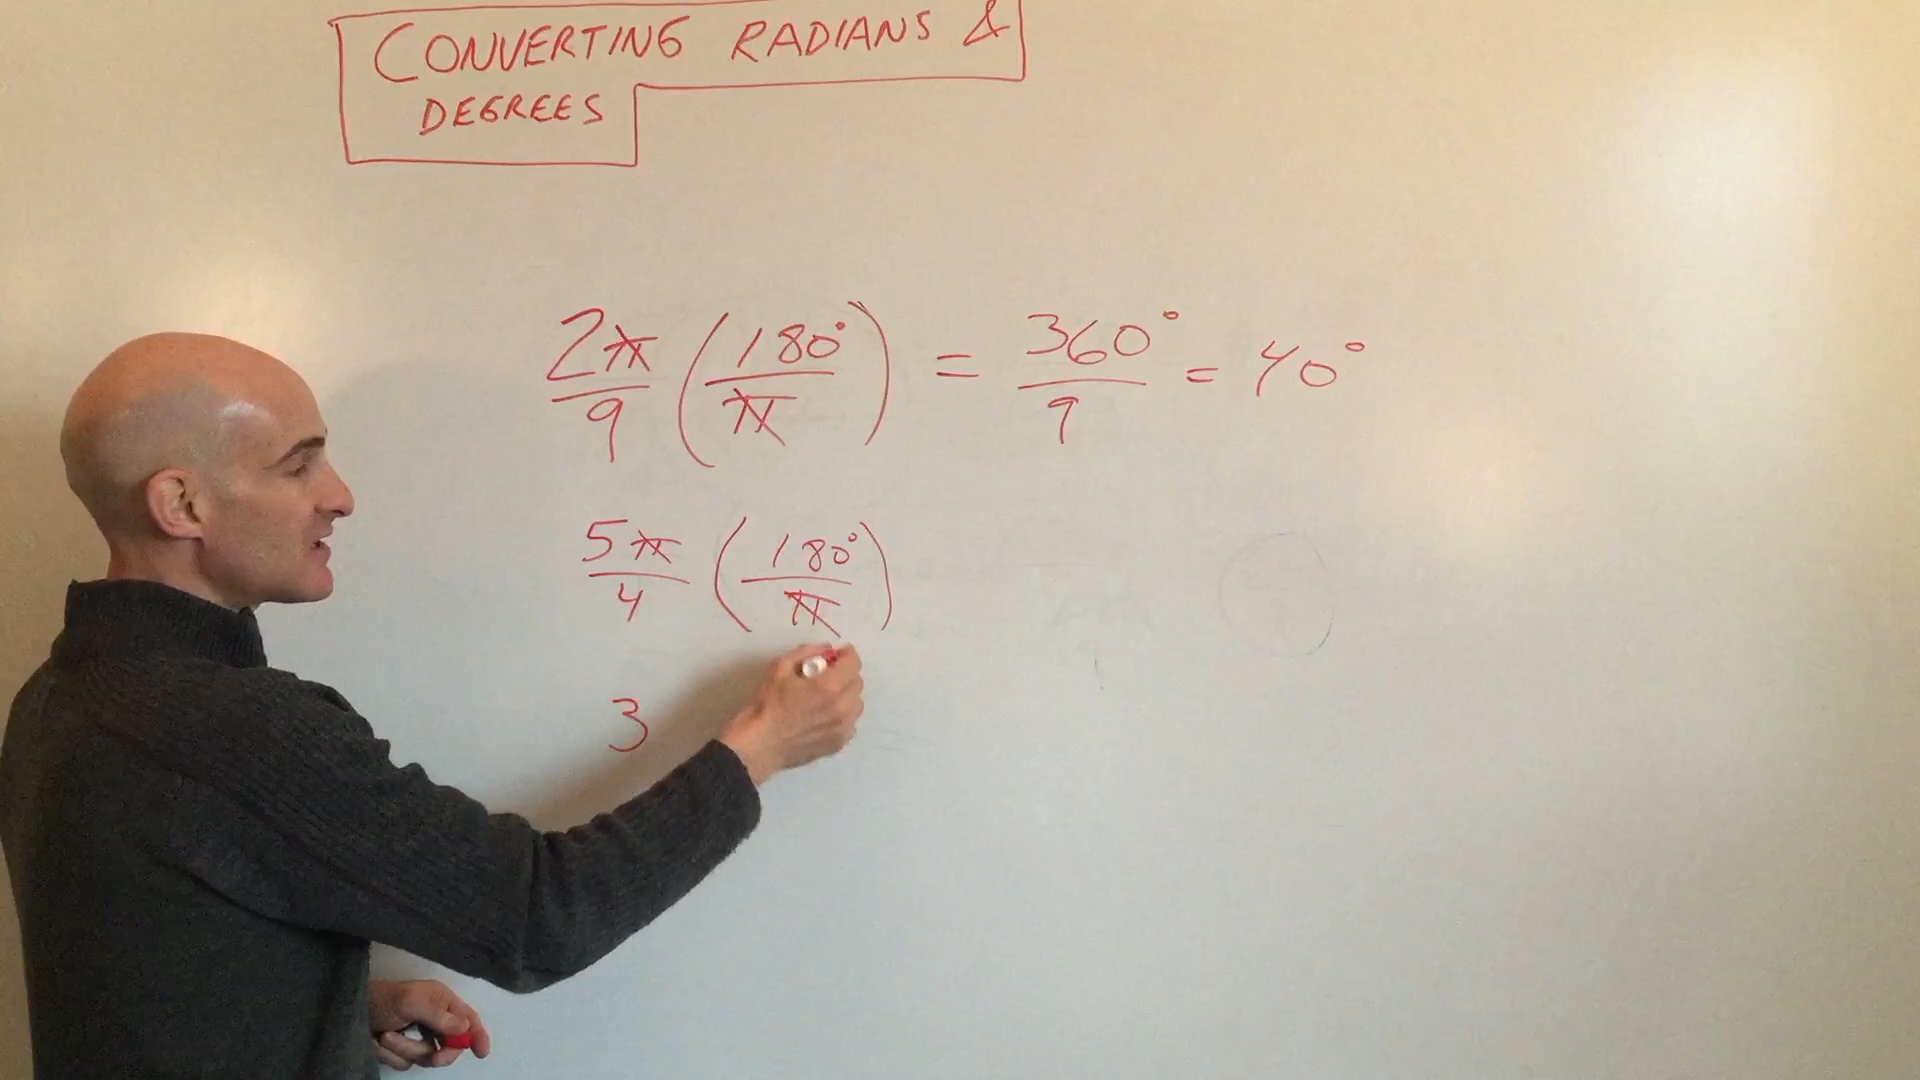 CONVERTING RADIANS &
DEGREES
2π/9 (180°/π) = 360°/9 = 40°
5π/4 (180°/π)
3